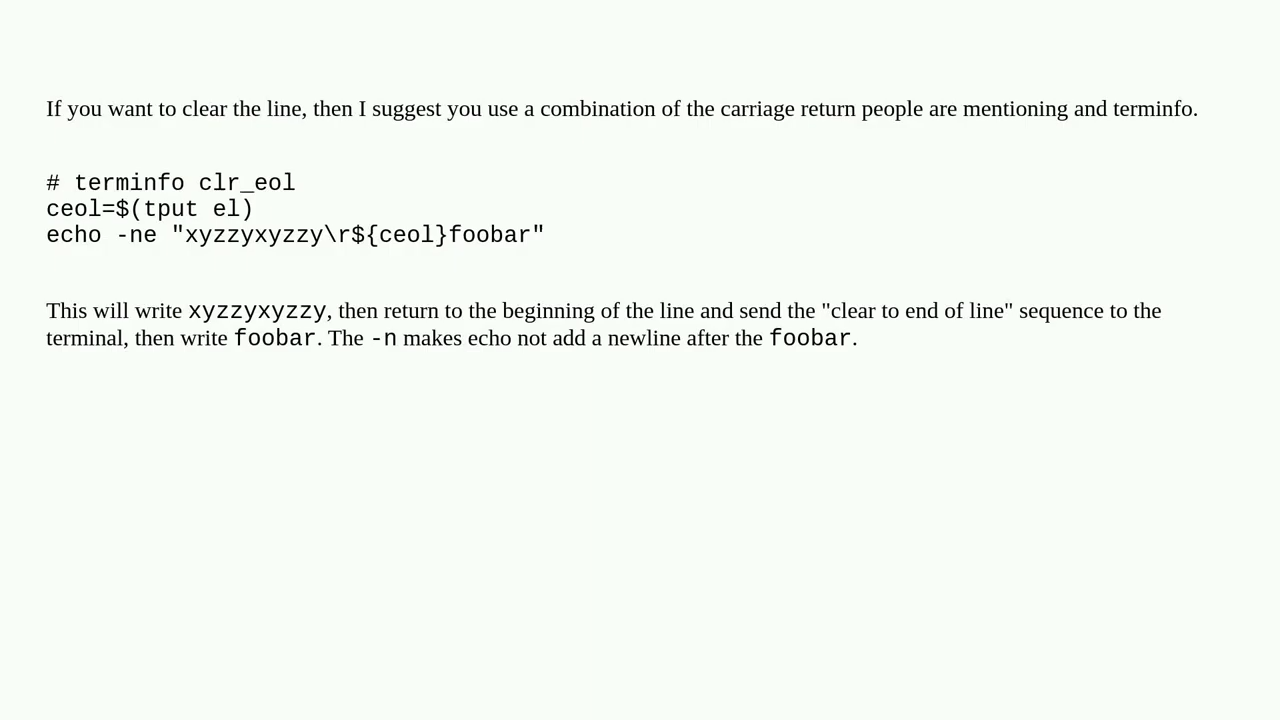 If you want to clear the line, then I suggest you use a combination of the carriage return people are mentioning and terminfo.
# terminfo clr_eol
ceol=$(tput el)
echo -ne "xyzzyxyzzy\r${ceol}foobar"
This will write xyzzyxyzzy, then return to the beginning of the line and send the "clear to end of line" sequence to the
terminal, then write foobar. The -n makes echo not add a newline after the foobar.